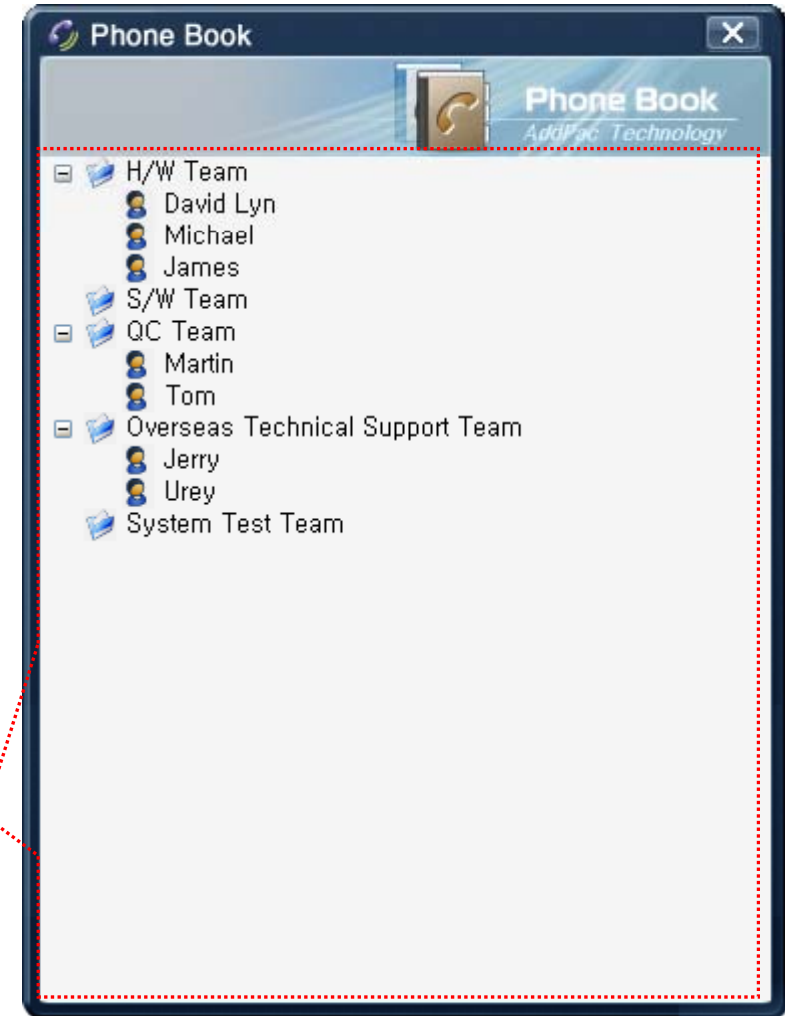 Phone Book
Phone Book
AddPac Technology
H/W Team
David Lyn
Michael
James
S/W Team
QC Team
Martin
Tom
Overseas Technical Support Team
Jerry
Urey
System Test Team